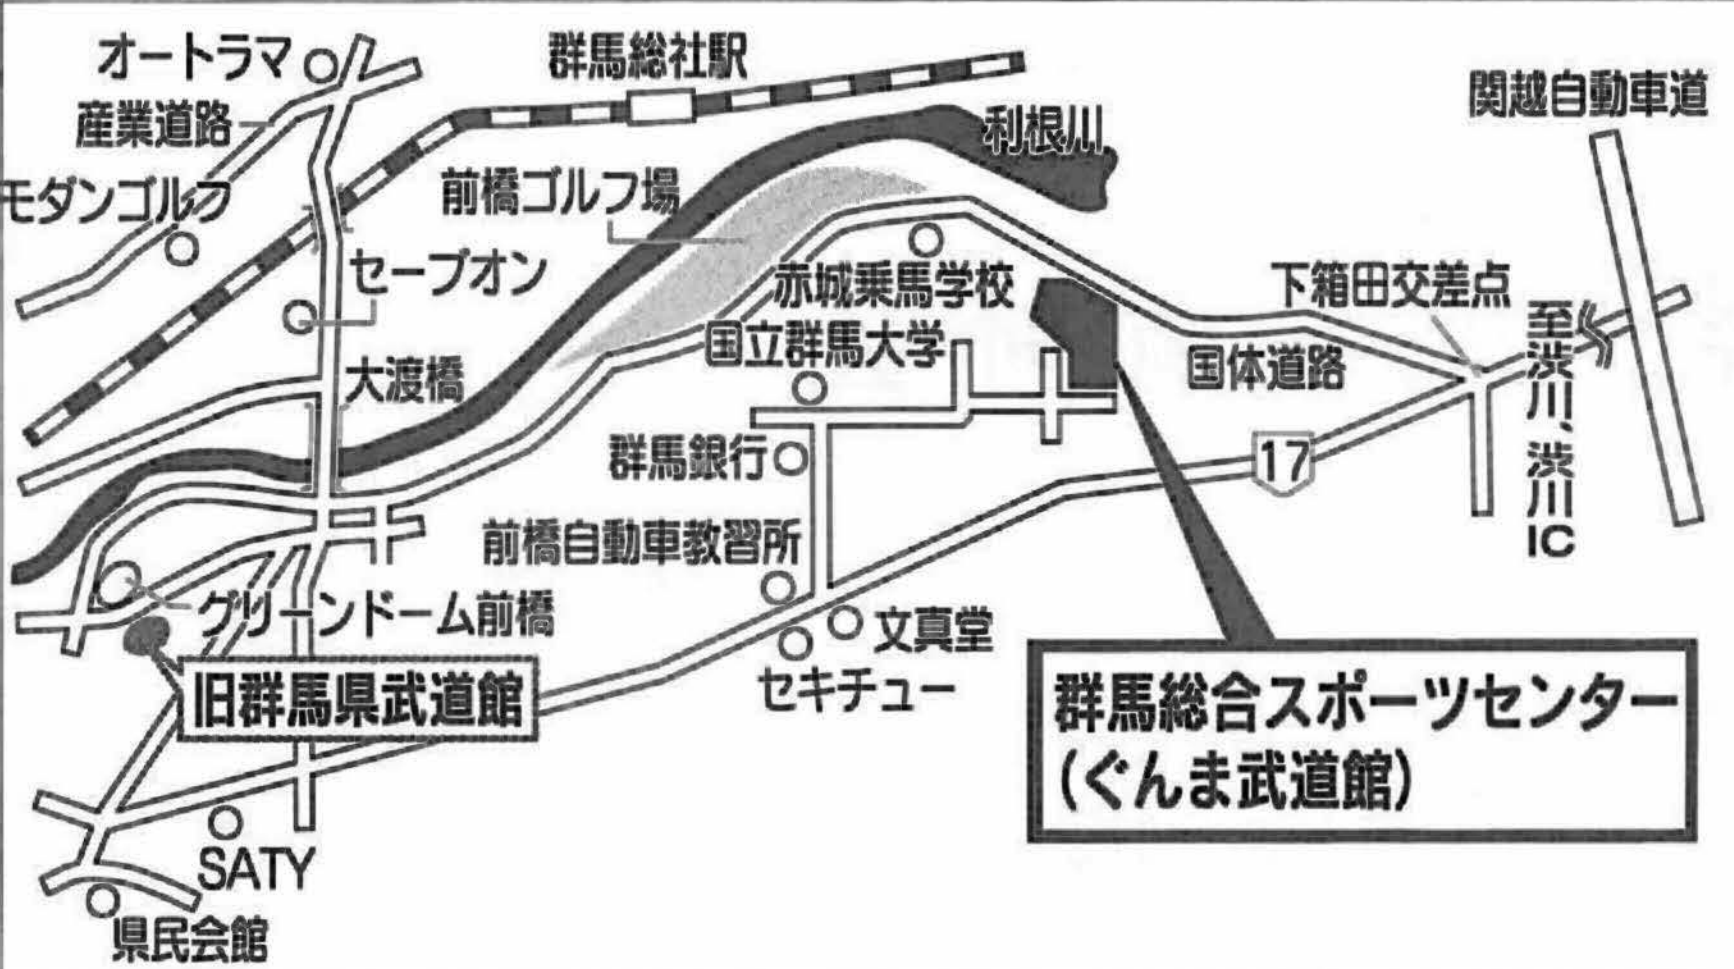 オートラマ
群馬総社駅
関越自動車道
産業道路
利根川
モダンゴルフ
前橋ゴルフ場
セーブオン
赤城乗馬学校
下箱田交差点
国立群馬大学
大渡橋
国体道路
至渋川、渋川IC
群馬銀行
17
前橋自動車教習所
グリーンドーム前橋
文真堂
セキチュー
旧群馬県武道館
群馬総合スポーツセンター
(ぐんま武道館)
SATY
県民会館